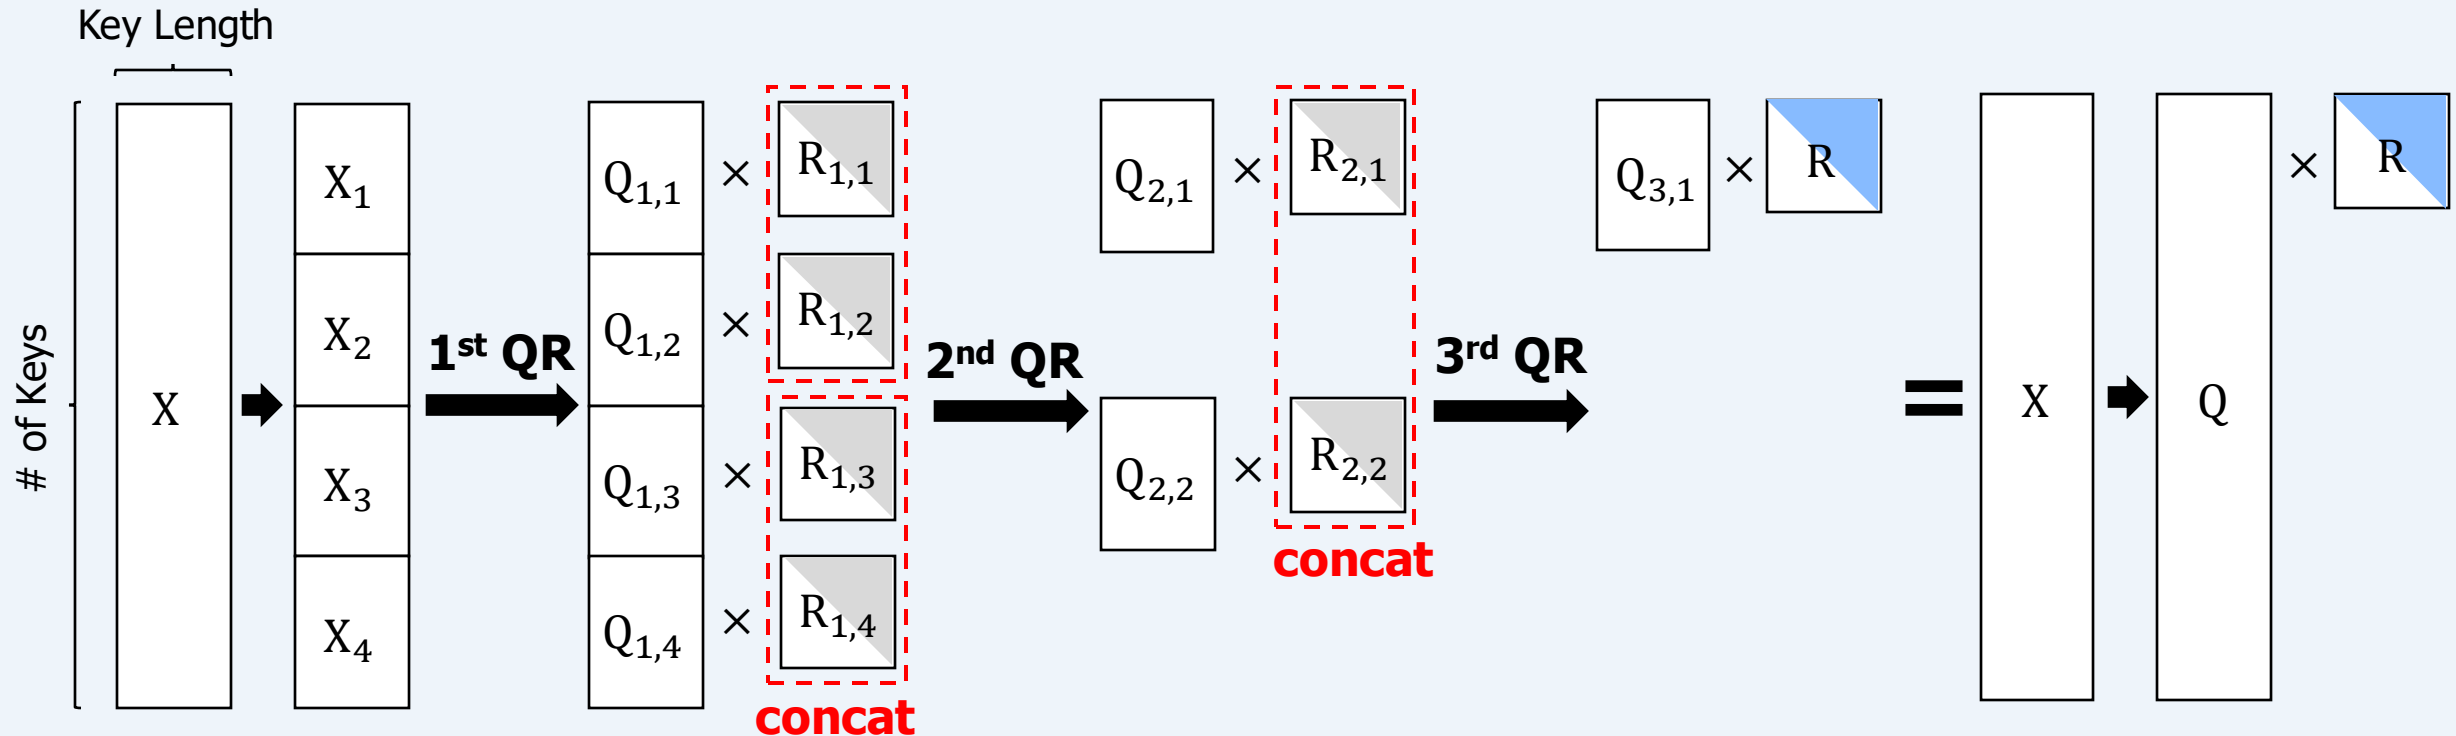 Key Length
# of Keys
X
X₁
X₂
X₃
X₄
1ˢᵗ QR
Q₁,₁ × R₁,₁
Q₁,₂ × R₁,₂
Q₁,₃ × R₁,₃
Q₁,₄ × R₁,₄
concat
2ⁿᵈ QR
Q₂,₁ × R₂,₁
Q₂,₂ × R₂,₂
concat
3ʳᵈ QR
Q₃,₁ × R
= X Q × R